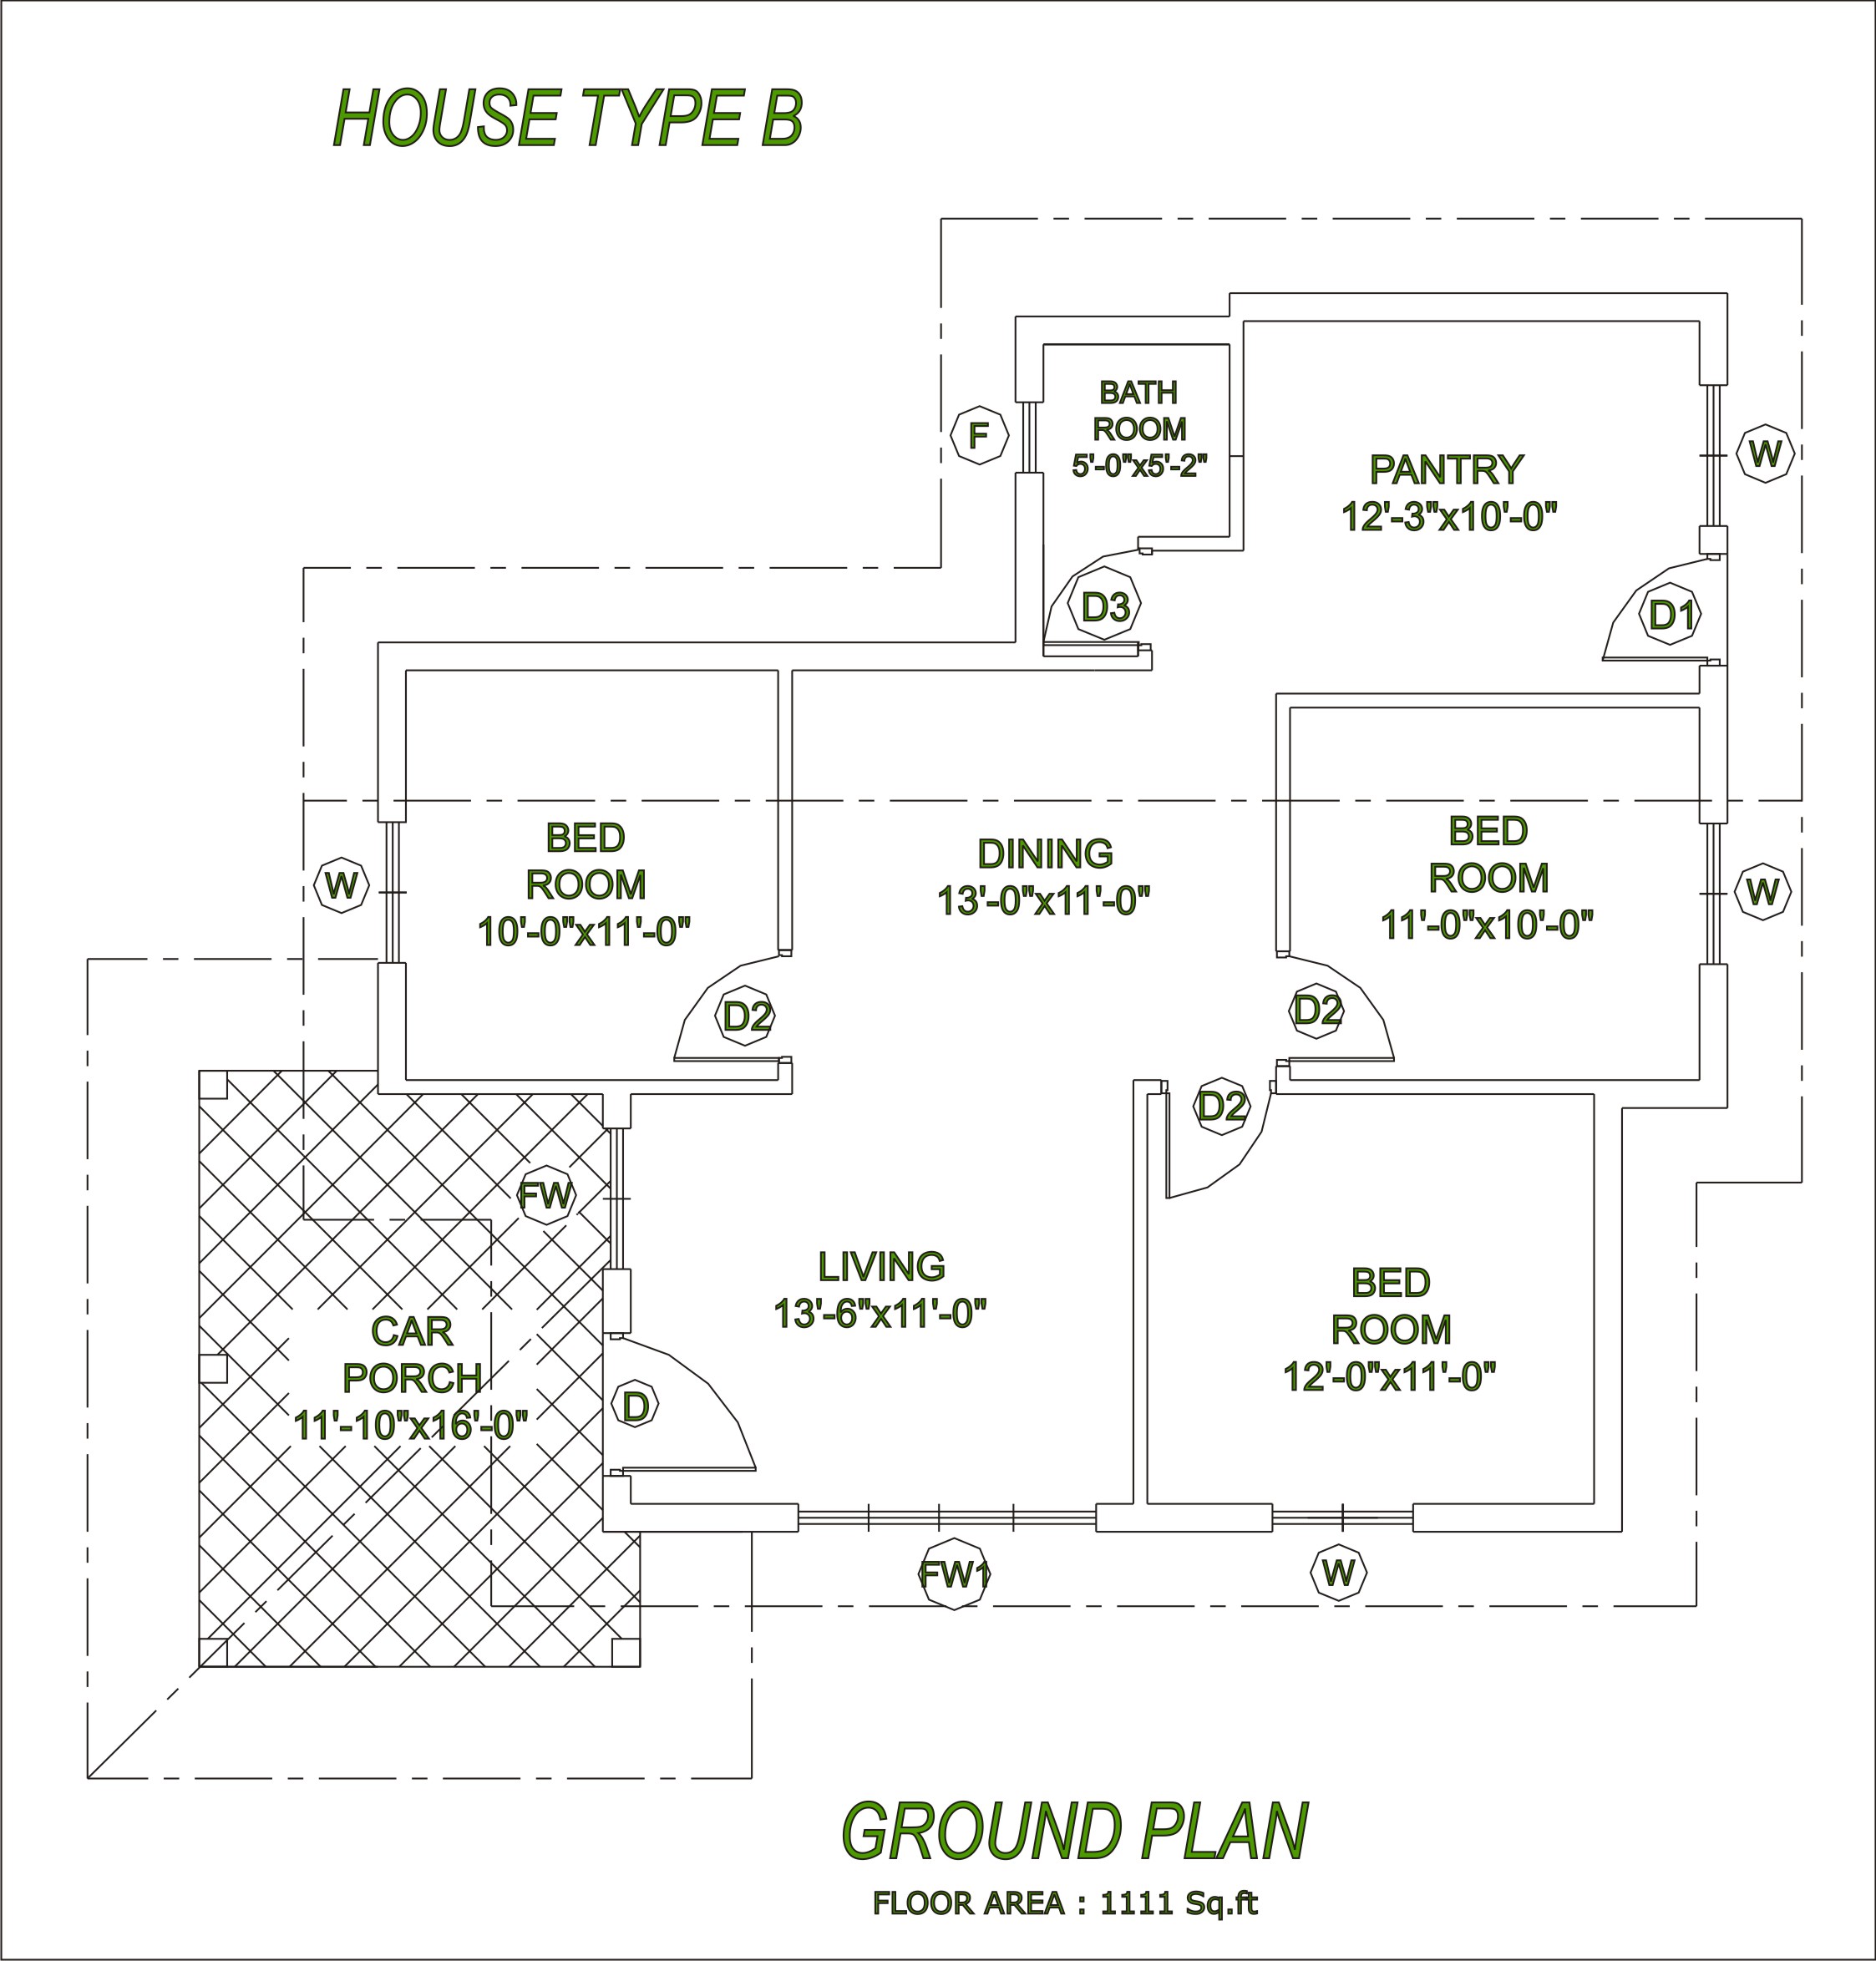 HOUSE TYPE B
BATH
ROOM
5'-0"x5'-2"
F
PANTRY
12'-3"x10'-0"
W
D3
D1
BED
ROOM
10'-0"x11'-0"
W
DINING
13'-0"x11'-0"
BED
ROOM
11'-0"x10'-0"
W
D2
D2
D2
FW
LIVING
13'-6"x11'-0"
BED
ROOM
12'-0"x11'-0"
CAR
PORCH
11'-10"x16'-0"
D
FW1
W
GROUND PLAN
FLOOR AREA : 1111 Sq.ft